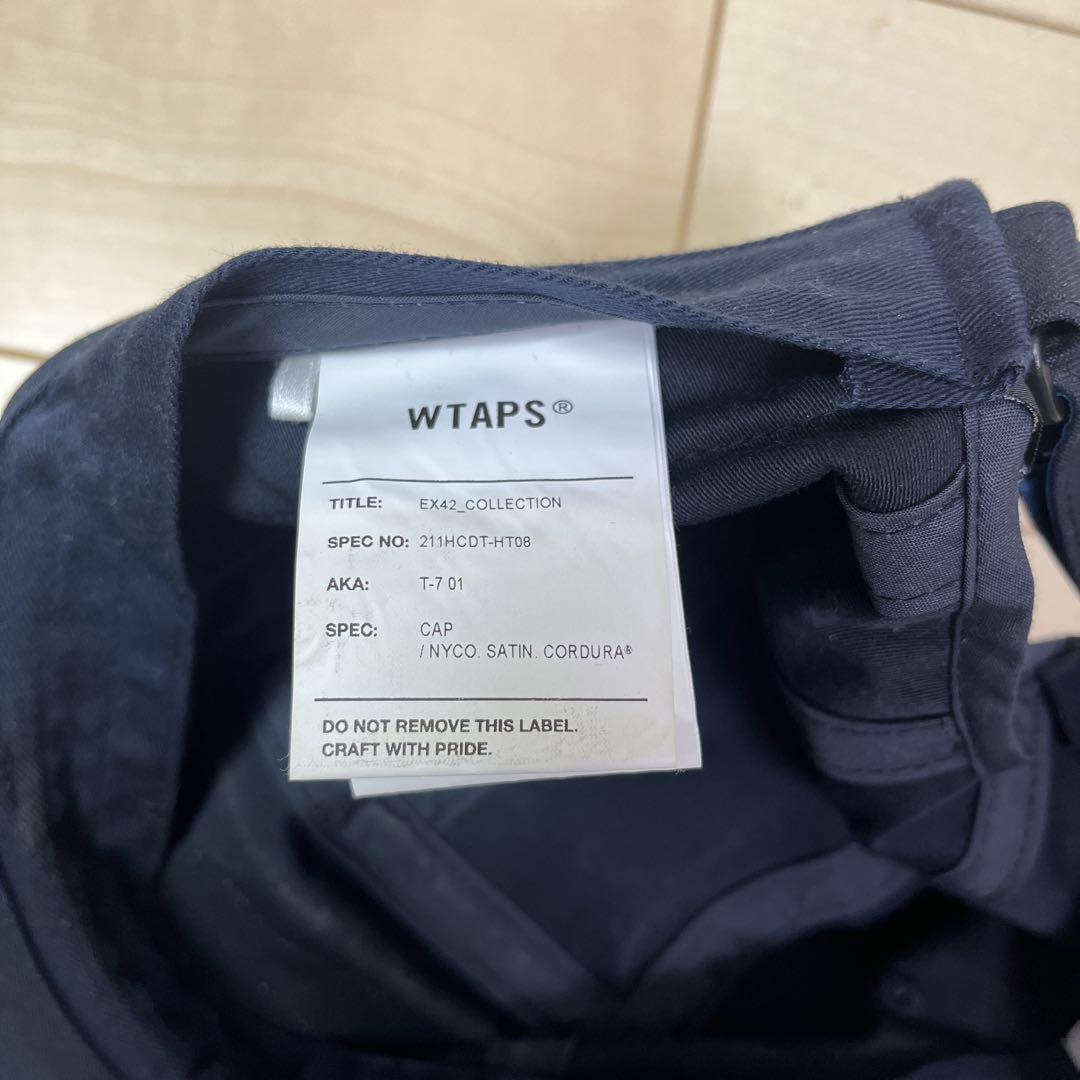 WTAPS®
TITLE: EX42_COLLECTION
SPEC NO: 211HCDT-HT08
AKA: T-7 01
SPEC: CAP
/ NYCO. SATIN. CORDURA®
DO NOT REMOVE THIS LABEL.
CRAFT WITH PRIDE.